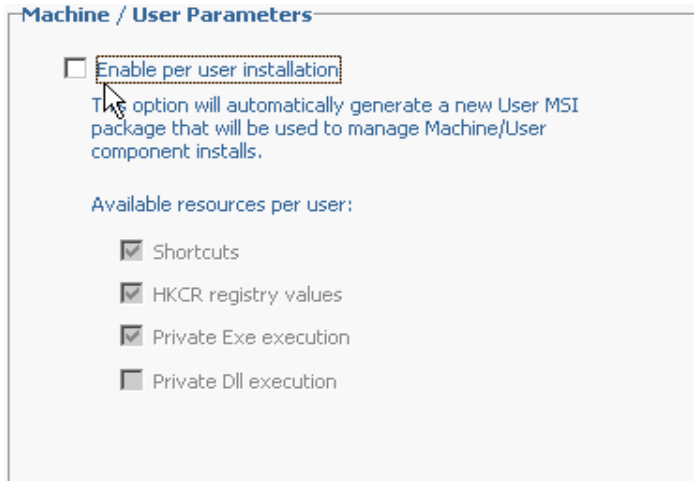 Machine / User Parameters
Enable per user installation
This option will automatically generate a new User MSI
package that will be used to manage Machine/User
component installs.
Available resources per user:
Shortcuts
HKCR registry values
Private Exe execution
Private Dll execution